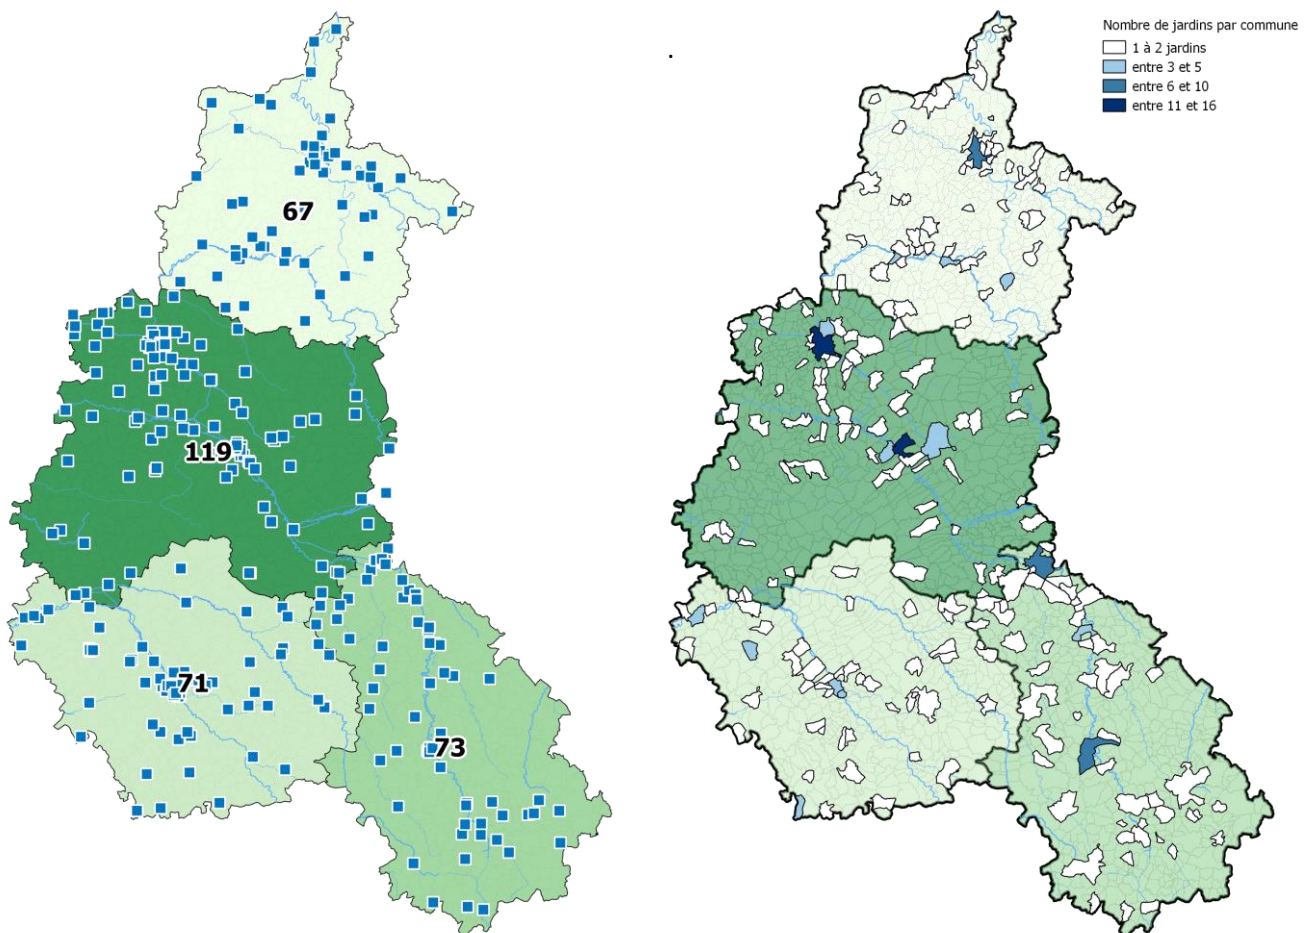 67
119
71
73
Nombre de jardins par commune
1 à 2 jardins
entre 3 et 5
entre 6 et 10
entre 11 et 16